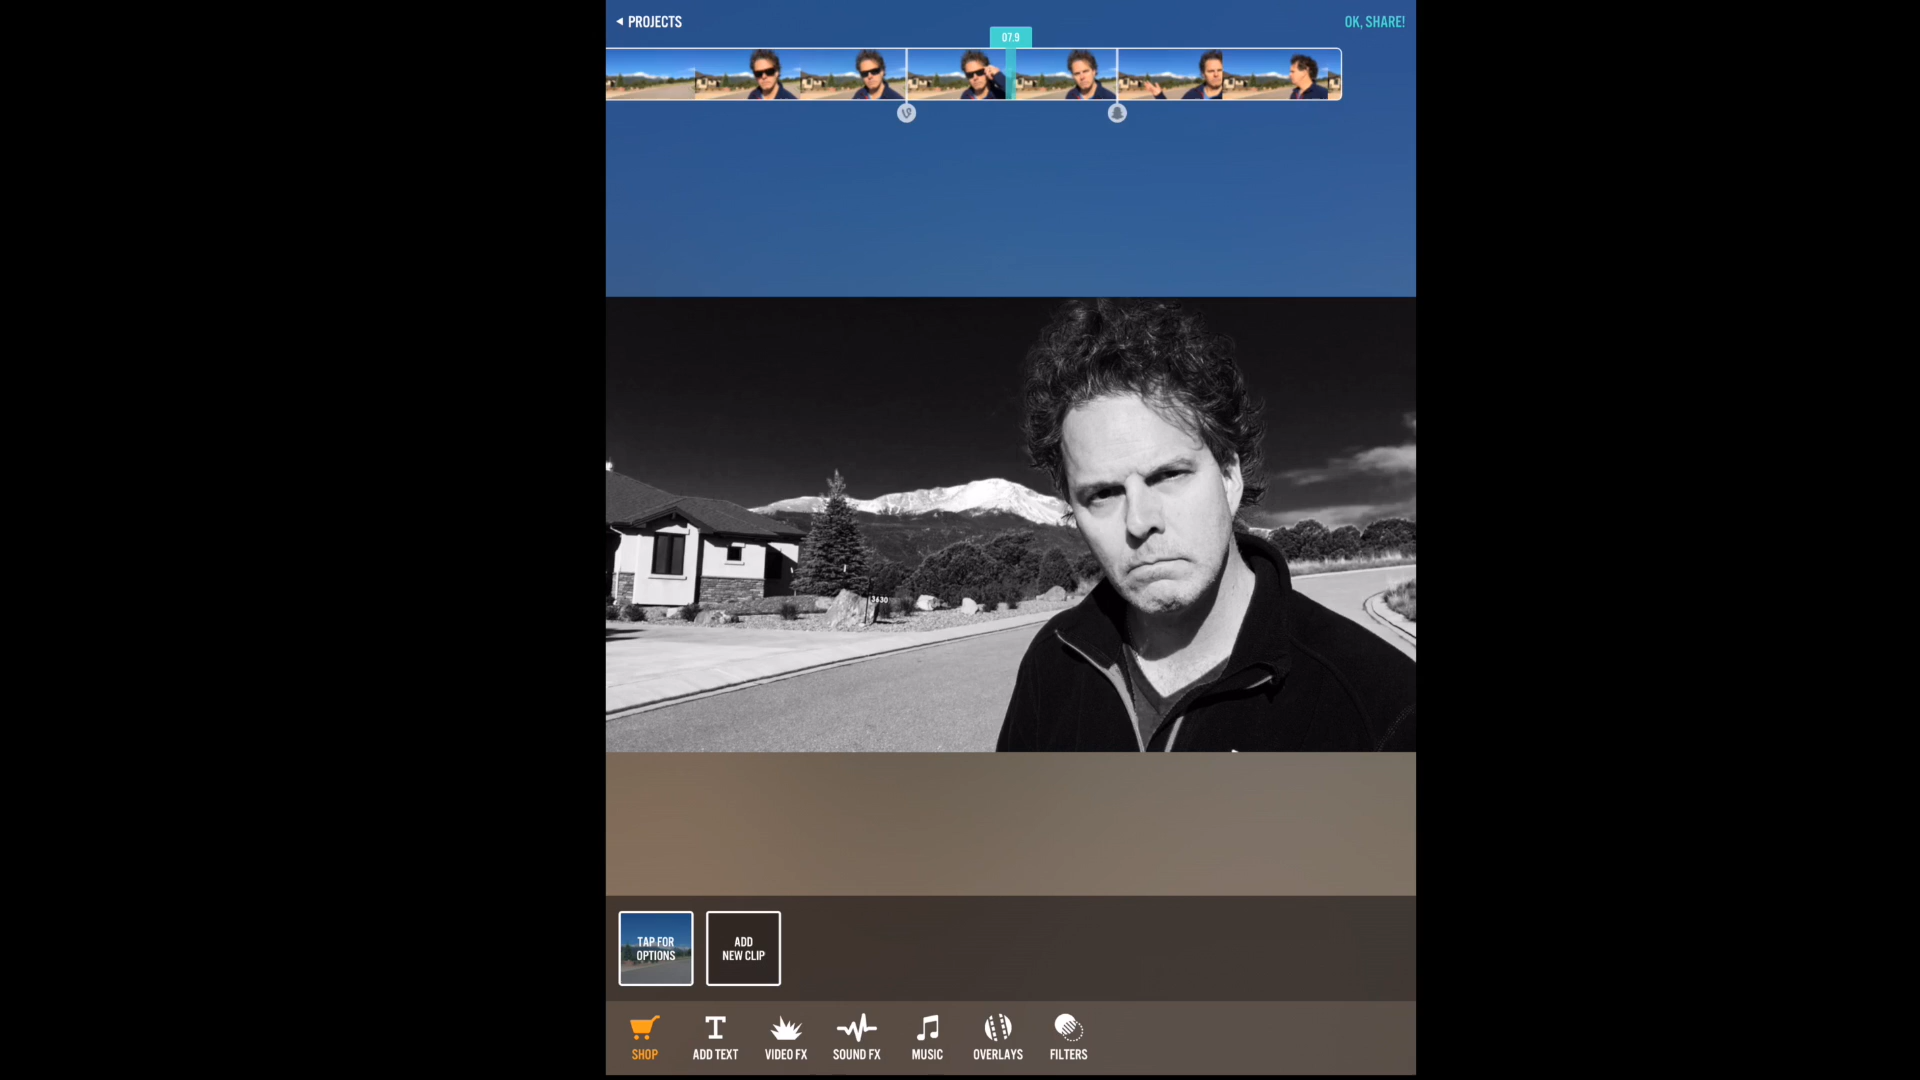 PROJECTS
OK, SHARE!
07.9
3630
TAP FOR
OPTIONS
ADD
NEW CLIP
SHOP
ADD TEXT
VIDEO FX
SOUND FX
MUSIC
OVERLAYS
FILTERS